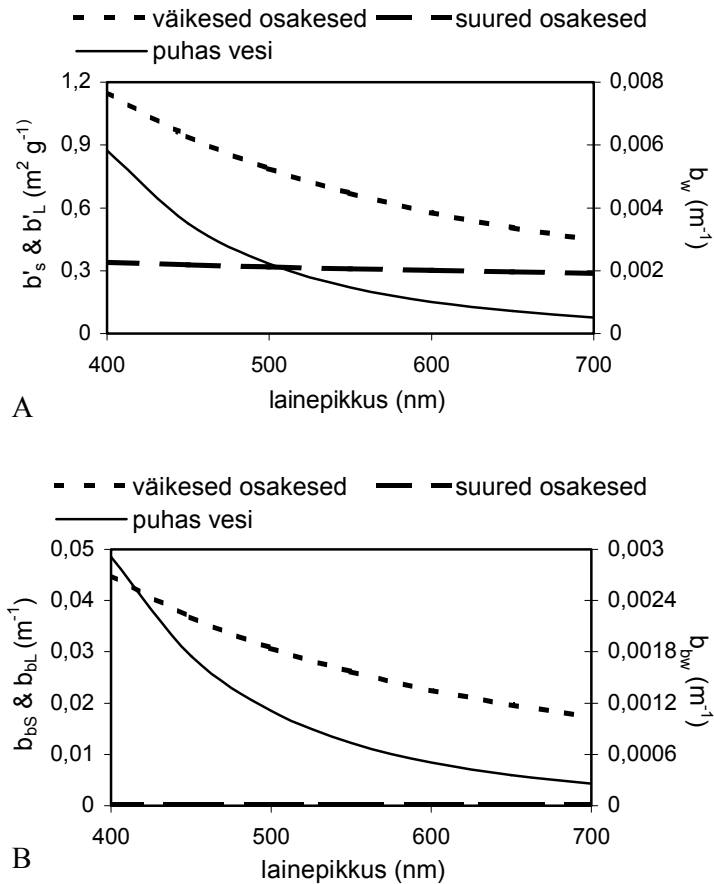 väikesed osakesed suured osakesed
puhas vesi
1,2
0,9
0,6
0,3
0
b's & b'L (m² g⁻¹)
0,008
0,006
0,004
0,002
0
bw (m⁻¹)
400 500 600 700
lainepikkus (nm)
A
väikesed osakesed suured osakesed
puhas vesi
0,05
0,04
0,03
0,02
0,01
0
bbS & bbL (m⁻¹)
0,003
0,0024
0,0018
0,0012
0,0006
0
bbw (m⁻¹)
400 500 600 700
lainepikkus (nm)
B